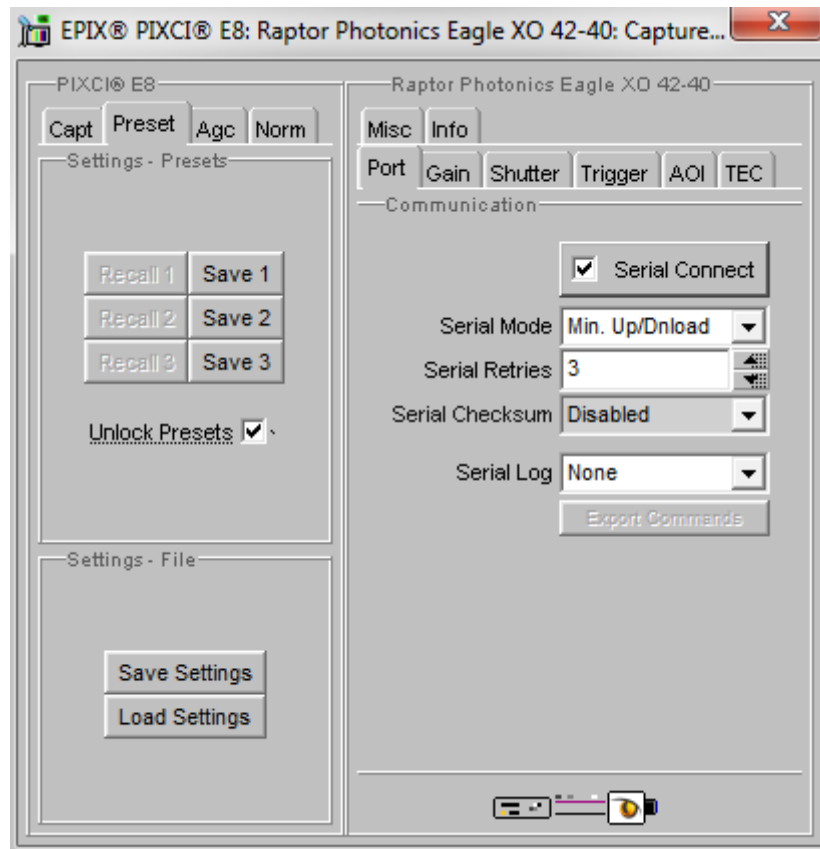 EPIX® PIXCI® E8: Raptor Photonics Eagle XO 42-40: Capture...
PIXCI® E8
Capt Preset Agc Norm
Settings - Presets
Recall 1 Save 1
Recall 2 Save 2
Recall 3 Save 3
Unlock Presets
Settings - File
Save Settings
Load Settings
Raptor Photonics Eagle XO 42-40
Misc Info
Port Gain Shutter Trigger AOI TEC
Communication
Serial Connect
Serial Mode Min. Up/Dnload
Serial Retries 3
Serial Checksum Disabled
Serial Log None
Export Commands